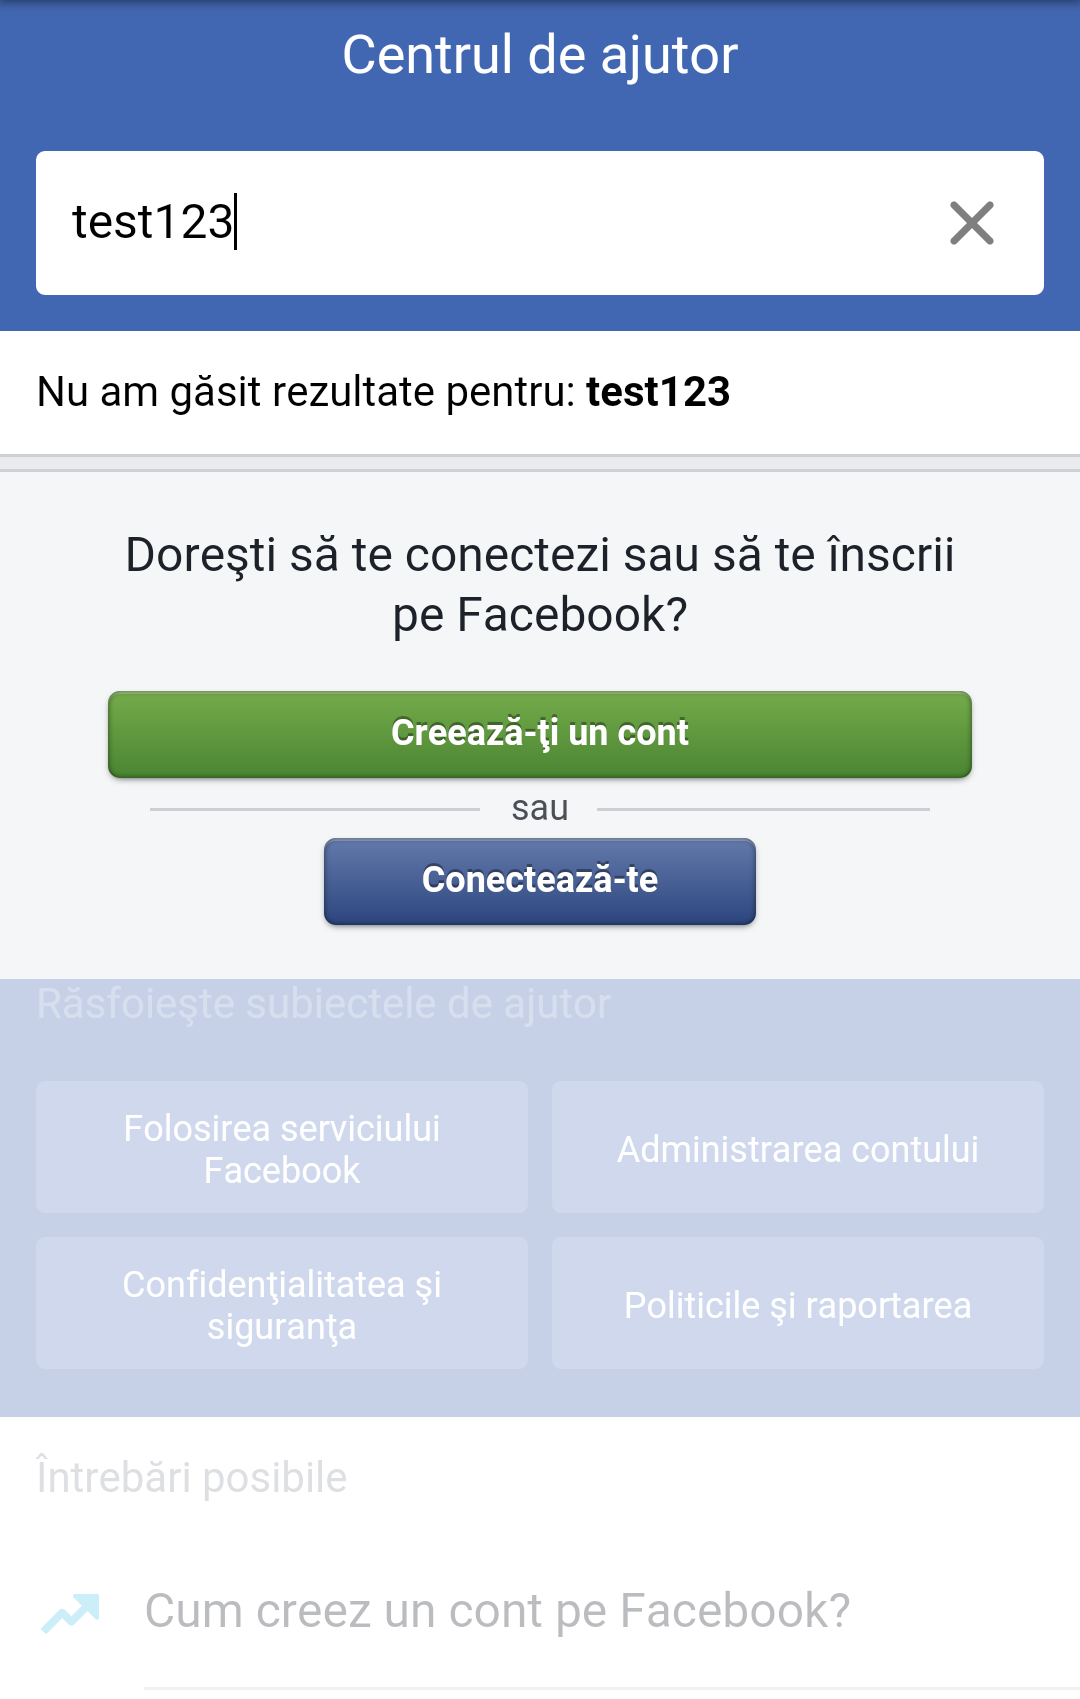 Centrul de ajutor
test123
Nu am găsit rezultate pentru: test123
Doreşti să te conectezi sau să te înscrii
pe Facebook?
Creează-ţi un cont
sau
Conectează-te
Răsfoieşte subiectele de ajutor
Folosirea serviciului
Facebook
Administrarea contului
Confidenţialitatea şi
siguranţa
Politicile şi raportarea
Întrebări posibile
Cum creez un cont pe Facebook?